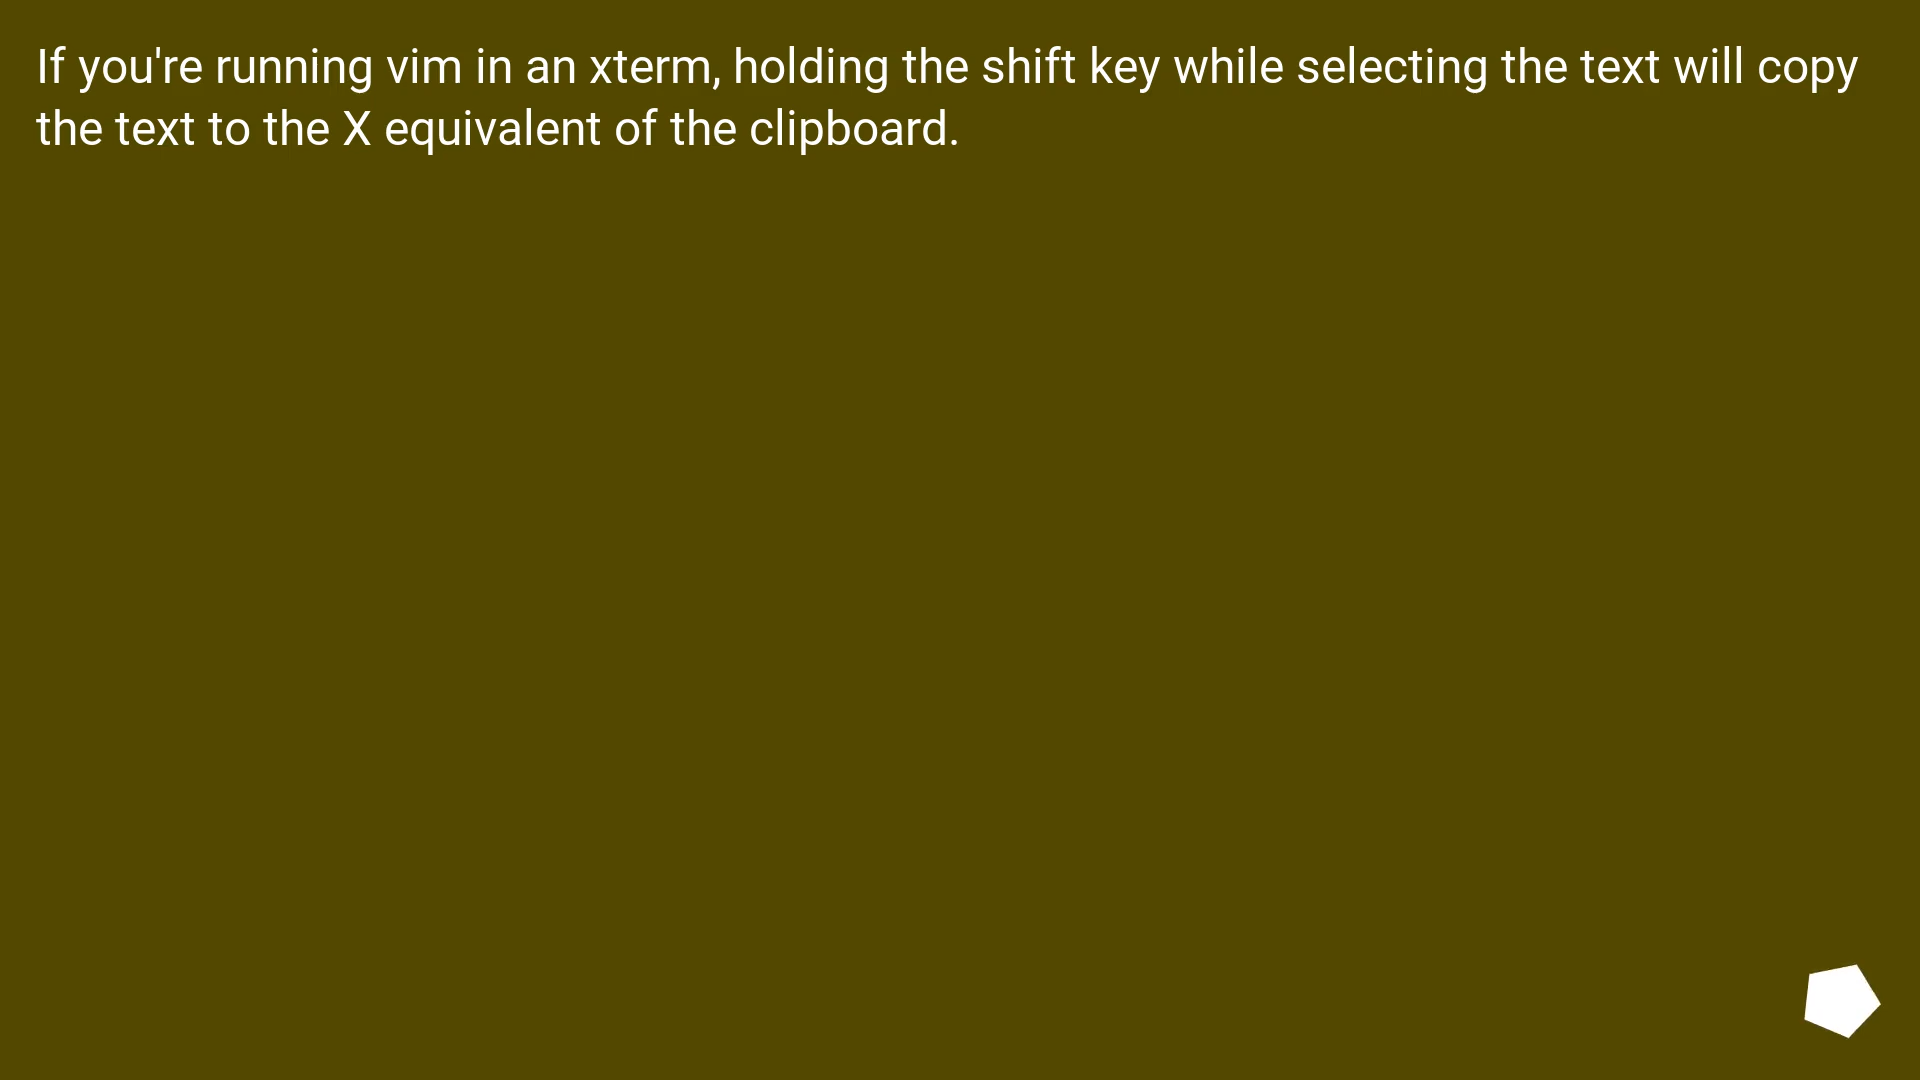 If you're running vim in an xterm, holding the shift key while selecting the text will copy
the text to the X equivalent of the clipboard.